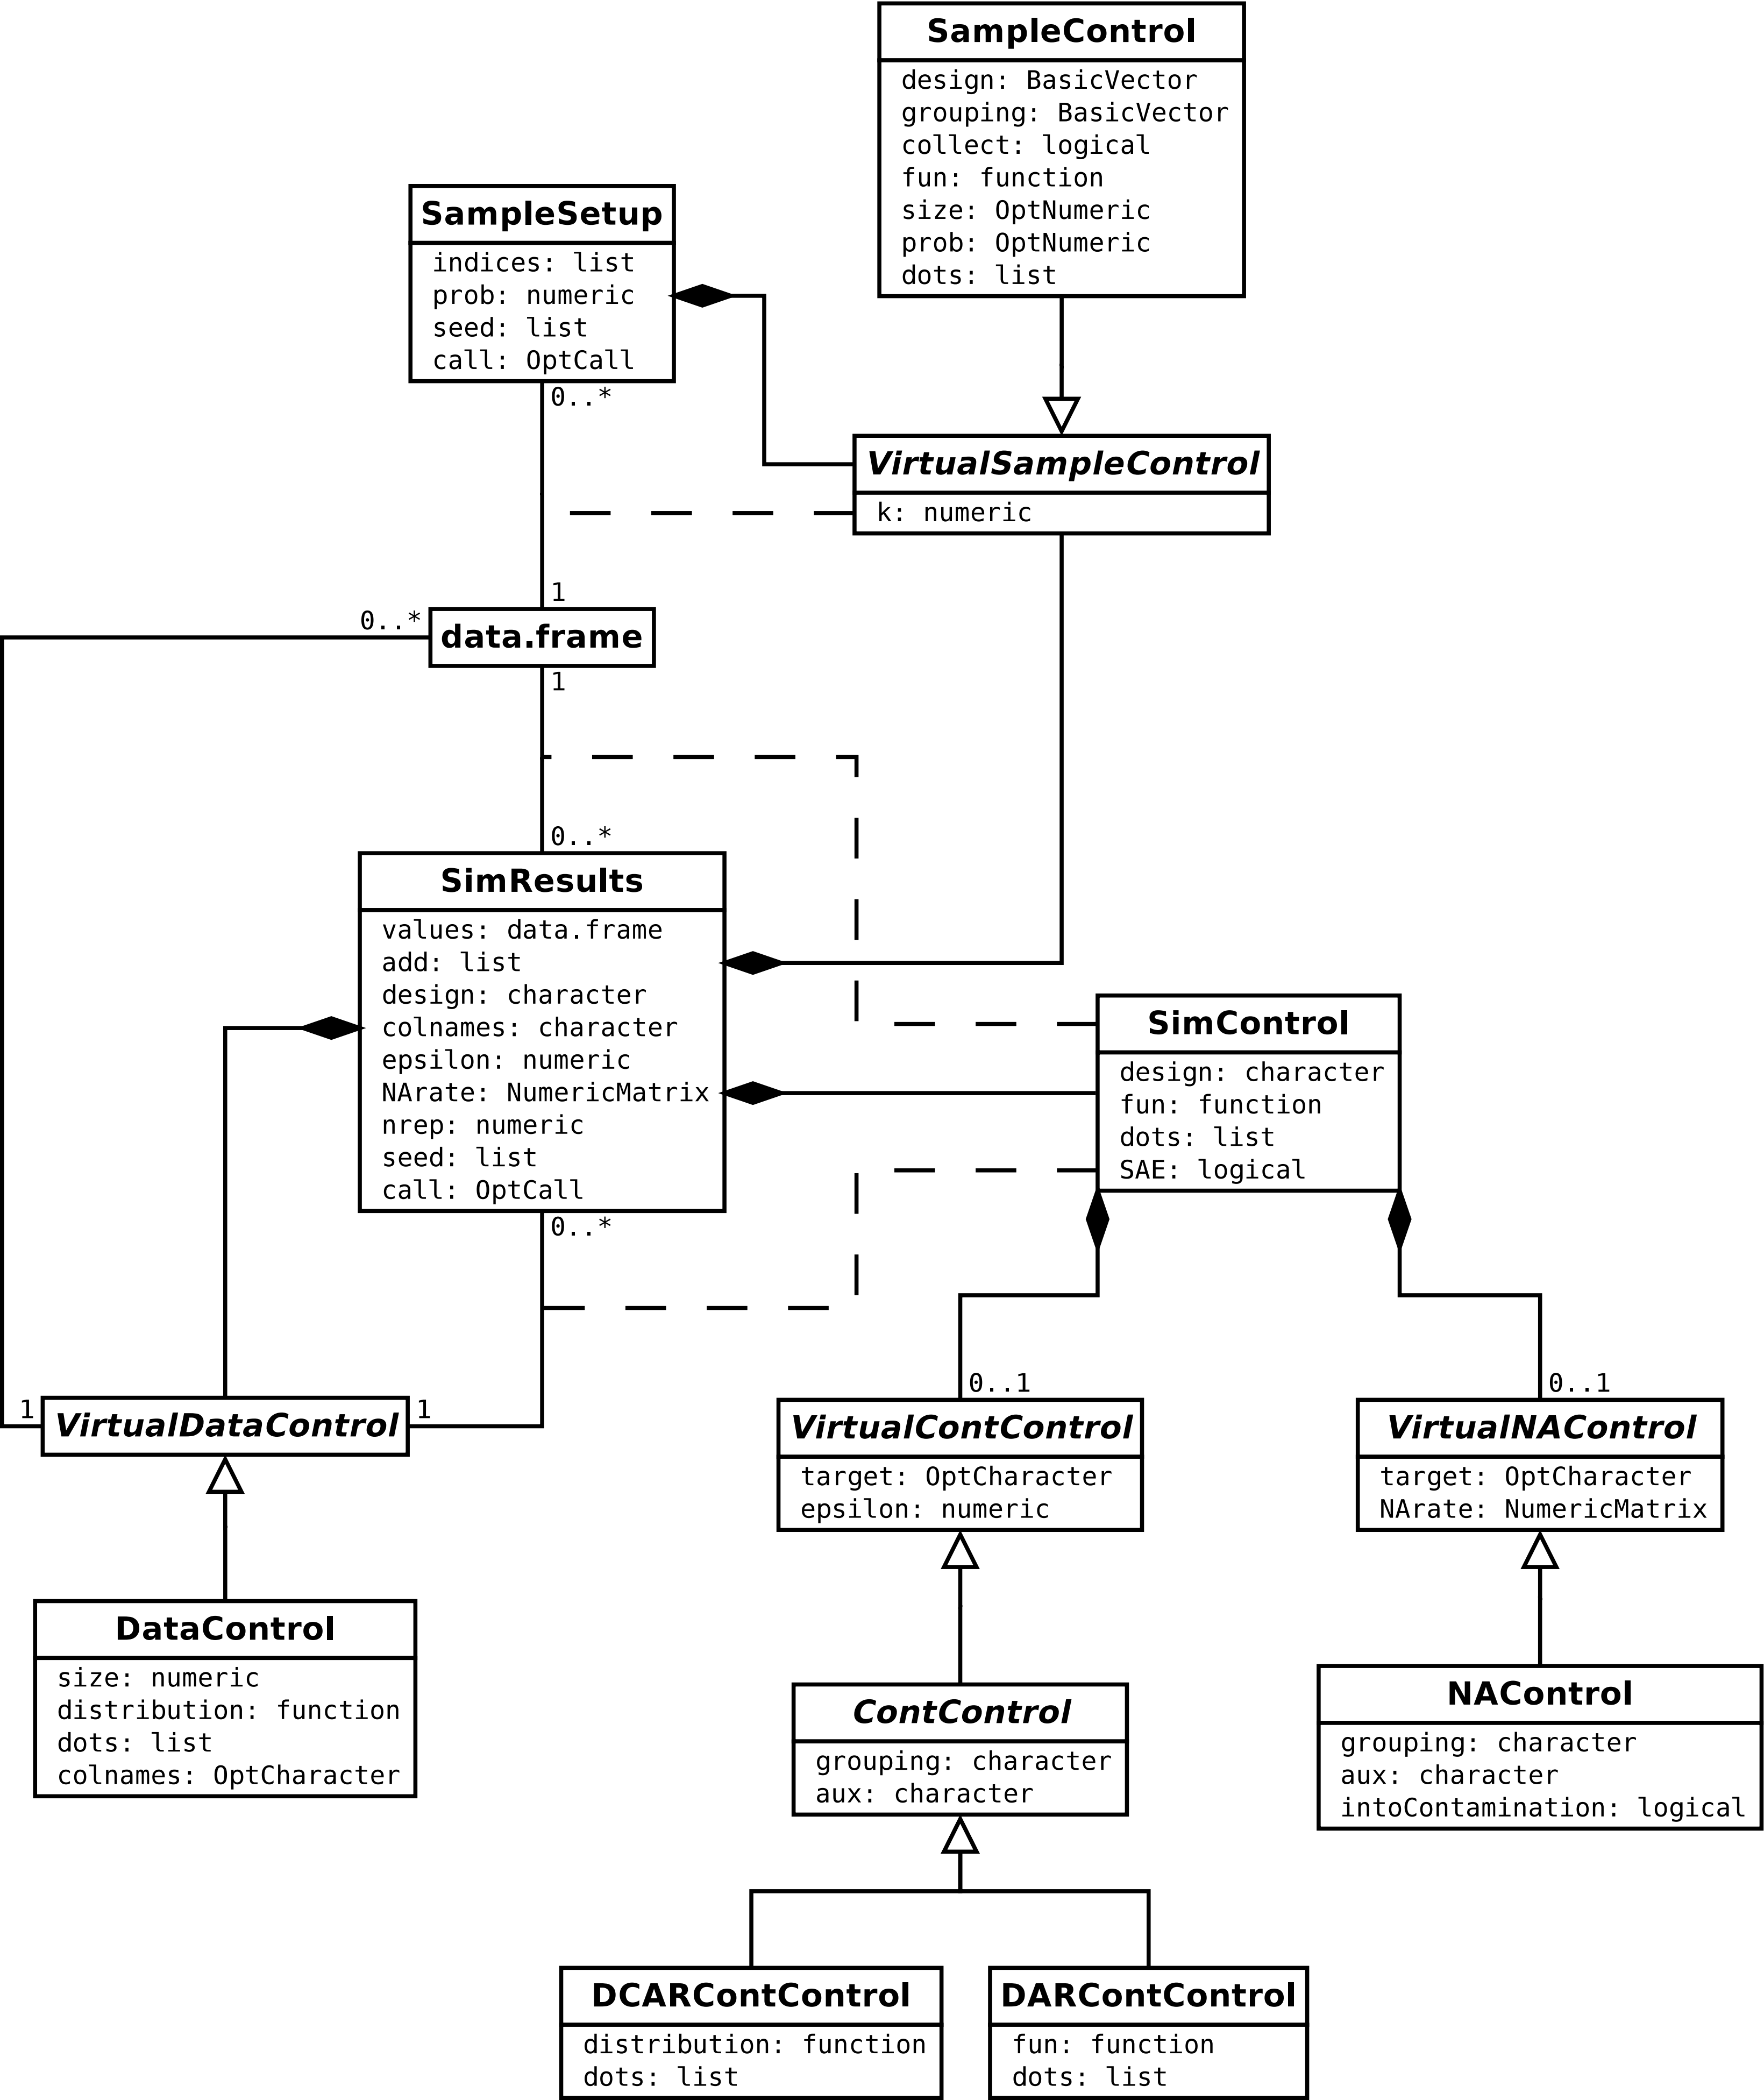 SampleControl
design: BasicVector
grouping: BasicVector
collect: logical
fun: function
size: OptNumeric
prob: OptNumeric
dots: list
SampleSetup
indices: list
prob: numeric
seed: list
call: OptCall
0..*
VirtualSampleControl
k: numeric
1
0..*
data.frame
1
0..*
SimResults
values: data.frame
add: list
design: character
colnames: character
epsilon: numeric
NArate: NumericMatrix
nrep: numeric
seed: list
call: OptCall
0..*
SimControl
design: character
fun: function
dots: list
SAE: logical
0..1
0..1
1
VirtualDataControl
1
VirtualContControl
target: OptCharacter
epsilon: numeric
VirtualNAControl
target: OptCharacter
NArate: NumericMatrix
DataControl
size: numeric
distribution: function
dots: list
colnames: OptCharacter
ContControl
grouping: character
aux: character
NAControl
grouping: character
aux: character
intoContamination: logical
DCARContControl
distribution: function
dots: list
DARContControl
fun: function
dots: list